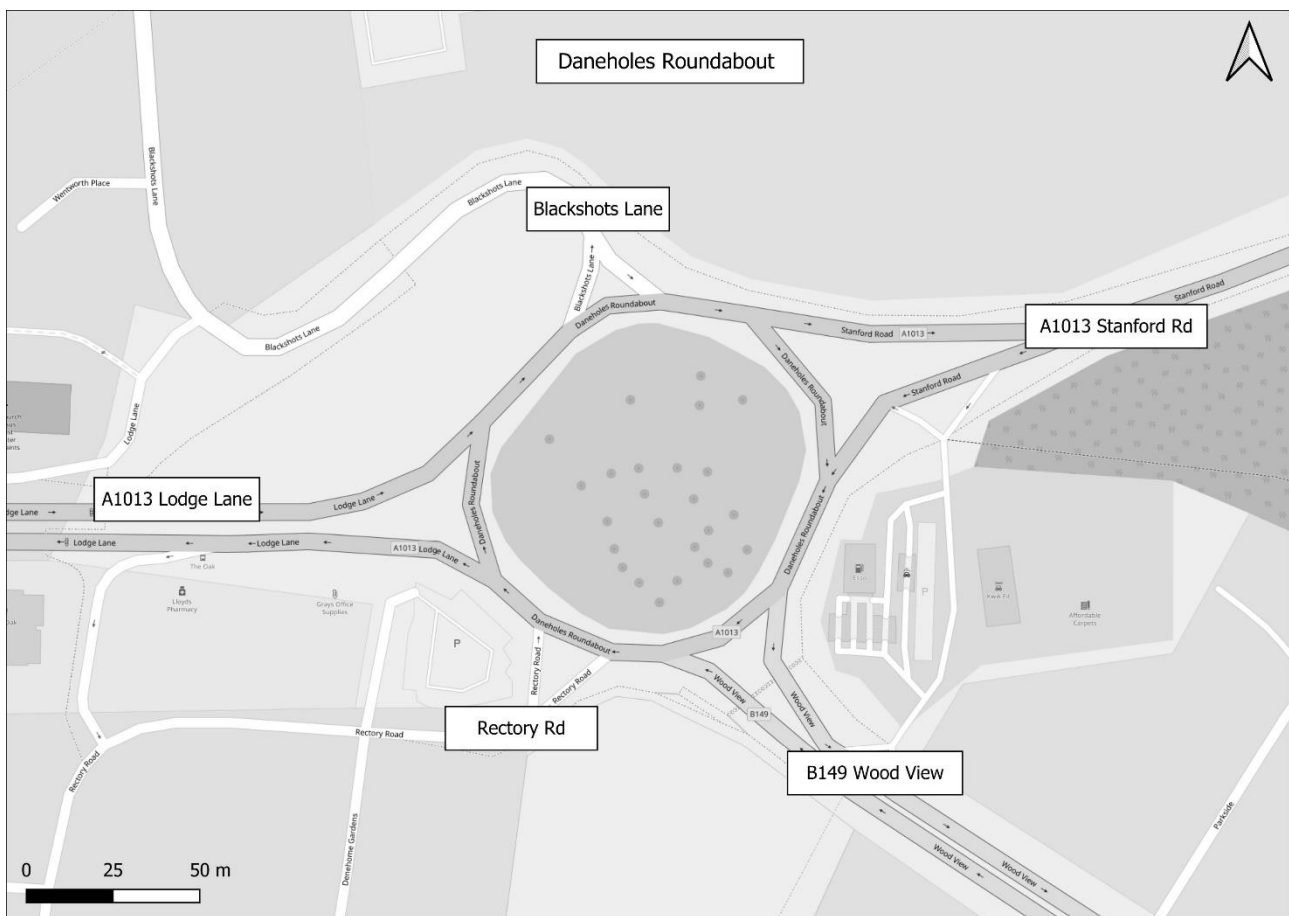 Daneholes Roundabout
Blackshots Lane
Wentworth Place
Blackshots Lane
Blackshots Lane
Blackshots Lane
Blackshots Lane
Daneholes Roundabout
Stanford Road
Stanford Road
A1013
A1013 Stanford Rd
Stanford Road
Daneholes Roundabout
Lodge Lane
A1013 Lodge Lane
Lodge Lane
Daneholes Roundabout
Lodge Lane
Lodge Lane
A1013 Lodge Lane
Daneholes Roundabout
The Oak
Lloyds
Pharmacy
Grays Office
Supplies
P
P
Affordable
Carpets
Daneholes Roundabout
A1013
Rectory Road
Rectory Road
Wood View
B149
Wood View
Rectory Rd
Rectory Road
Rectory Road
B149 Wood View
Denehome Gardens
Parkside
Wood View
Wood View
0 25 50 m